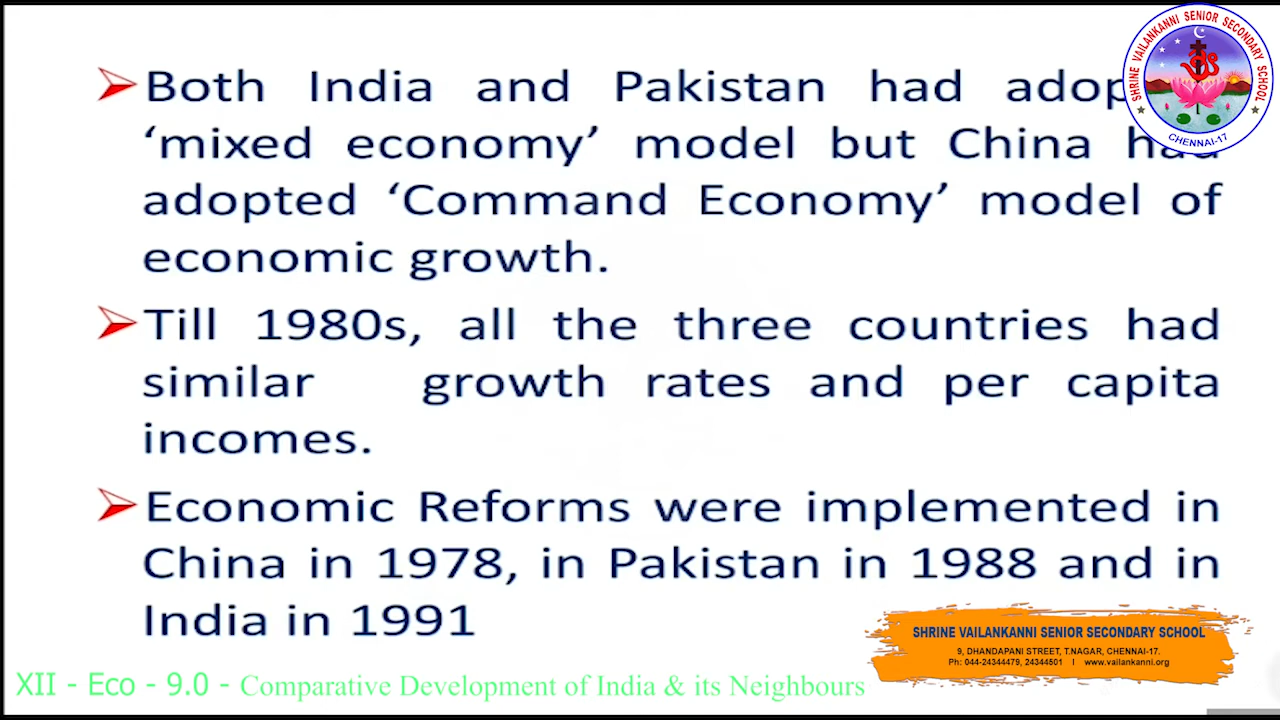 Both India and Pakistan had adop
‘mixed economy’ model but China had
adopted ‘Command Economy’ model of
economic growth.
Till 1980s, all the three countries had
similar growth rates and per capita
incomes.
Economic Reforms were implemented in
China in 1978, in Pakistan in 1988 and in
India in 1991
SHRINE VAILANKANNI SENIOR SECONDARY SCHOOL
CHENNAI-17
SHRINE VAILANKANNI SENIOR SECONDARY SCHOOL
9, DHANDAPANI STREET, T.NAGAR, CHENNAI-17.
Ph: 044-24344479, 24344501 I www.vailankanni.org
XII - Eco - 9.0 - Comparative Development of India & its Neighbours